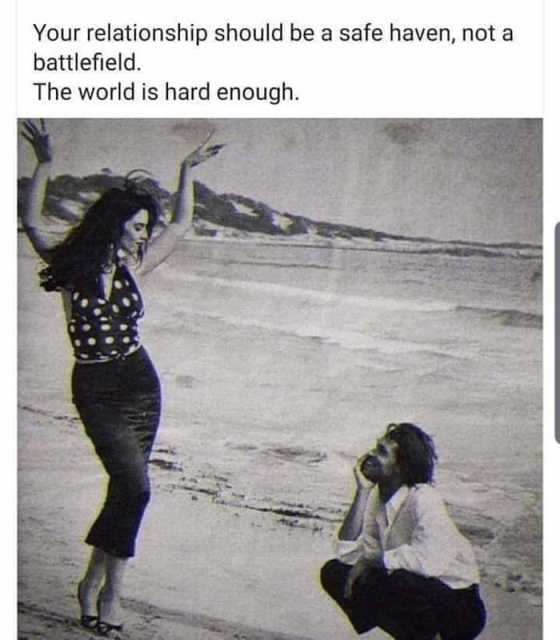 Your relationship should be a safe haven, not a
battlefield.
The world is hard enough.